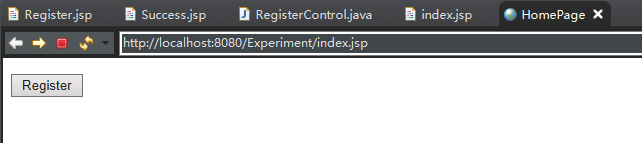 Register.jsp Success.jsp RegisterControl.java index.jsp HomePage
http://localhost:8080/Experiment/index.jsp
Register